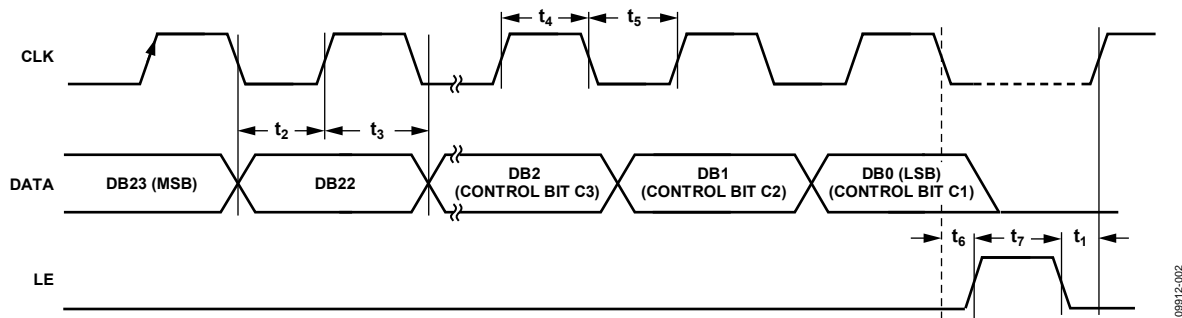 t4
t5
CLK
t2
t3
DATA
DB23 (MSB)
DB22
DB2
(CONTROL BIT C3)
DB1
(CONTROL BIT C2)
DB0 (LSB)
(CONTROL BIT C1)
t6
t7
t1
LE
09912-002